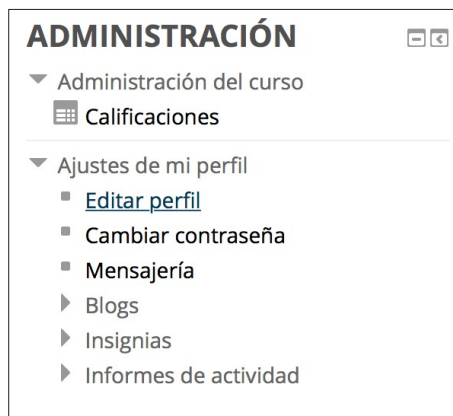 ADMINISTRACIÓN
Administración del curso
Calificaciones
Ajustes de mi perfil
Editar perfil
Cambiar contraseña
Mensajería
Blogs
Insignias
Informes de actividad